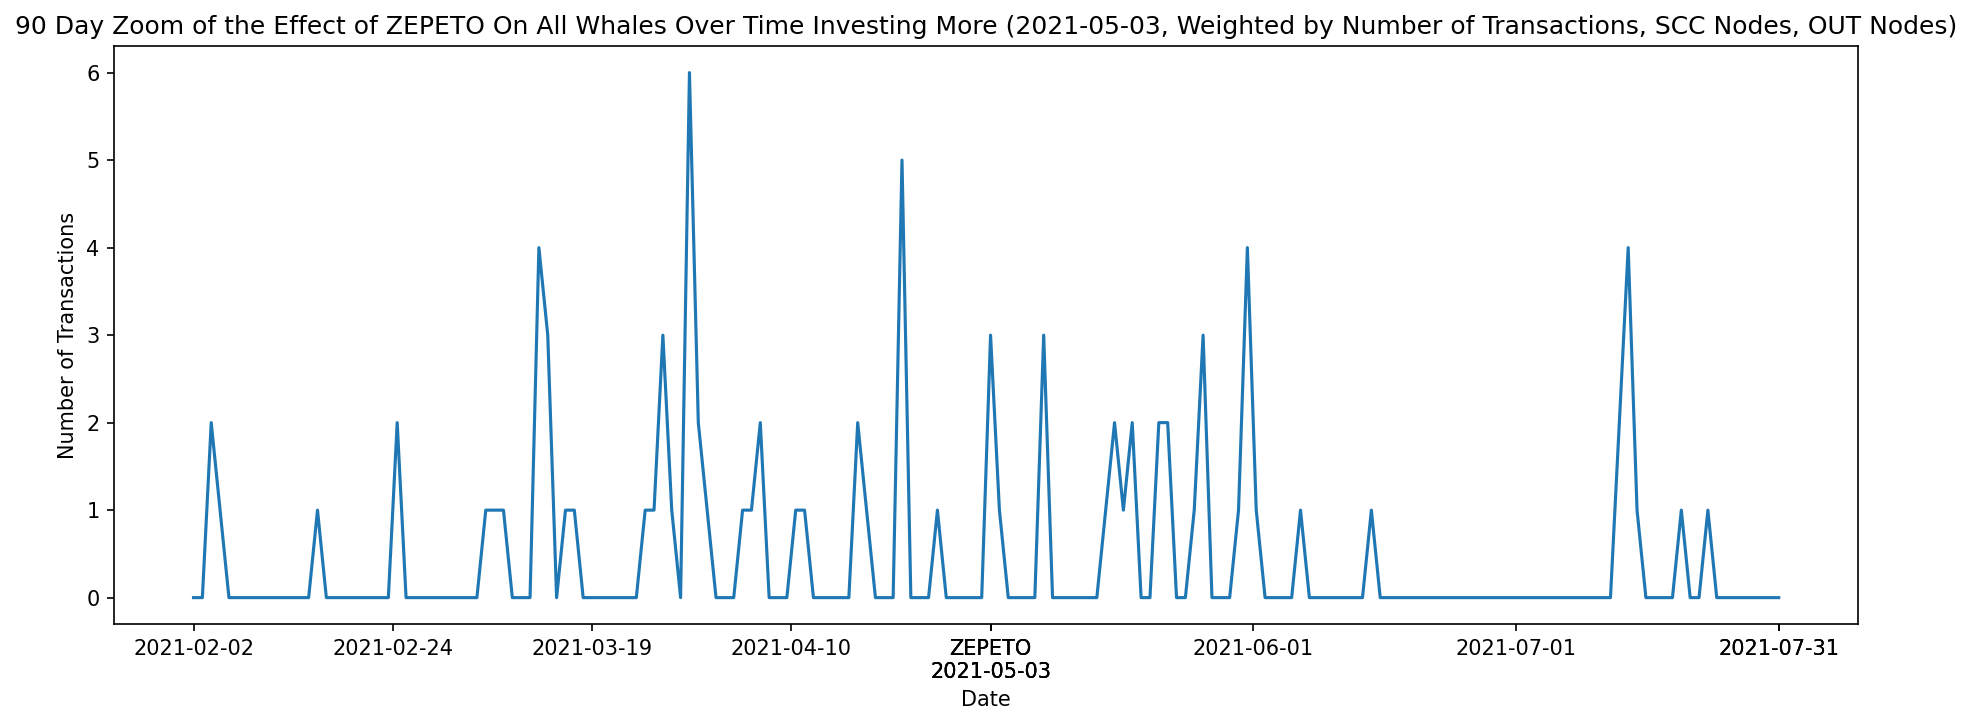 90 Day Zoom of the Effect of ZEPETO On All Whales Over Time Investing More (2021-05-03, Weighted by Number of Transactions, SCC Nodes, OUT Nodes)
6
5
4
3
2
1
0
Number of Transactions
2021-02-02 2021-02-24 2021-03-19 2021-04-10 ZEPETO 2021-06-01 2021-07-01 2021-07-31
2021-05-03
Date